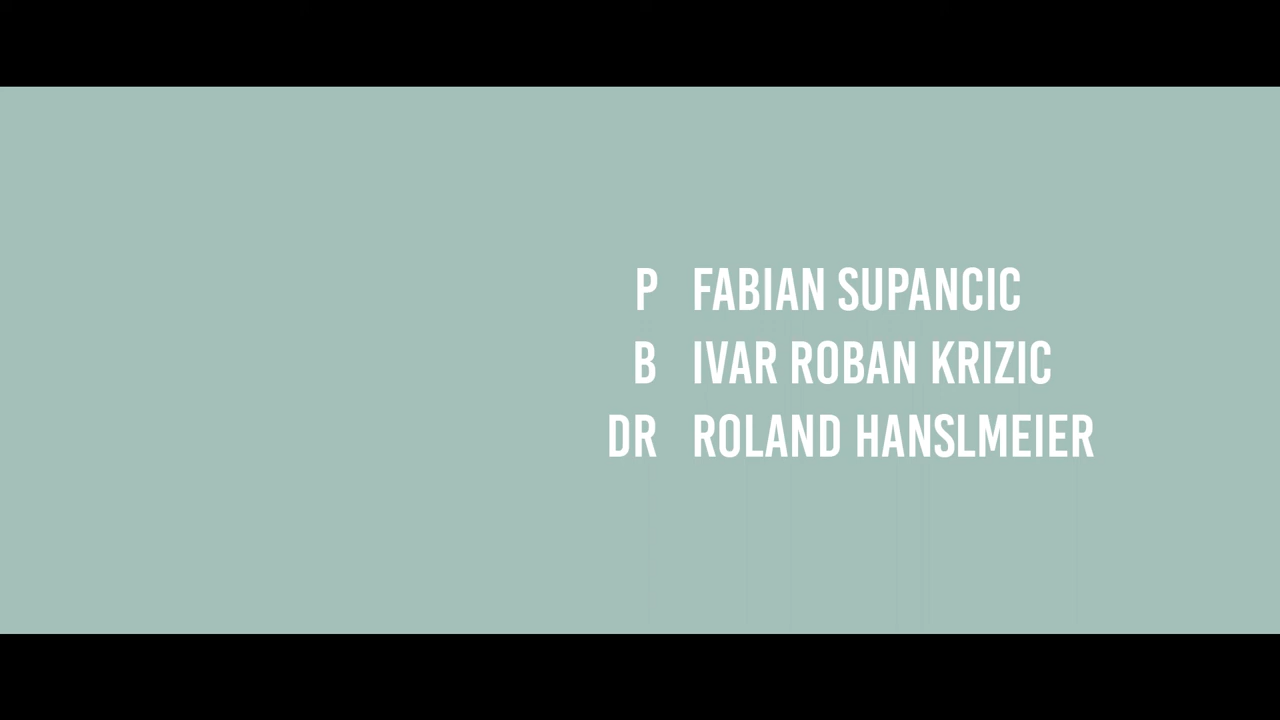 P FABIAN SUPANCIC
B IVAR ROBAN KRIZIC
DR ROLAND HANSLMEIER